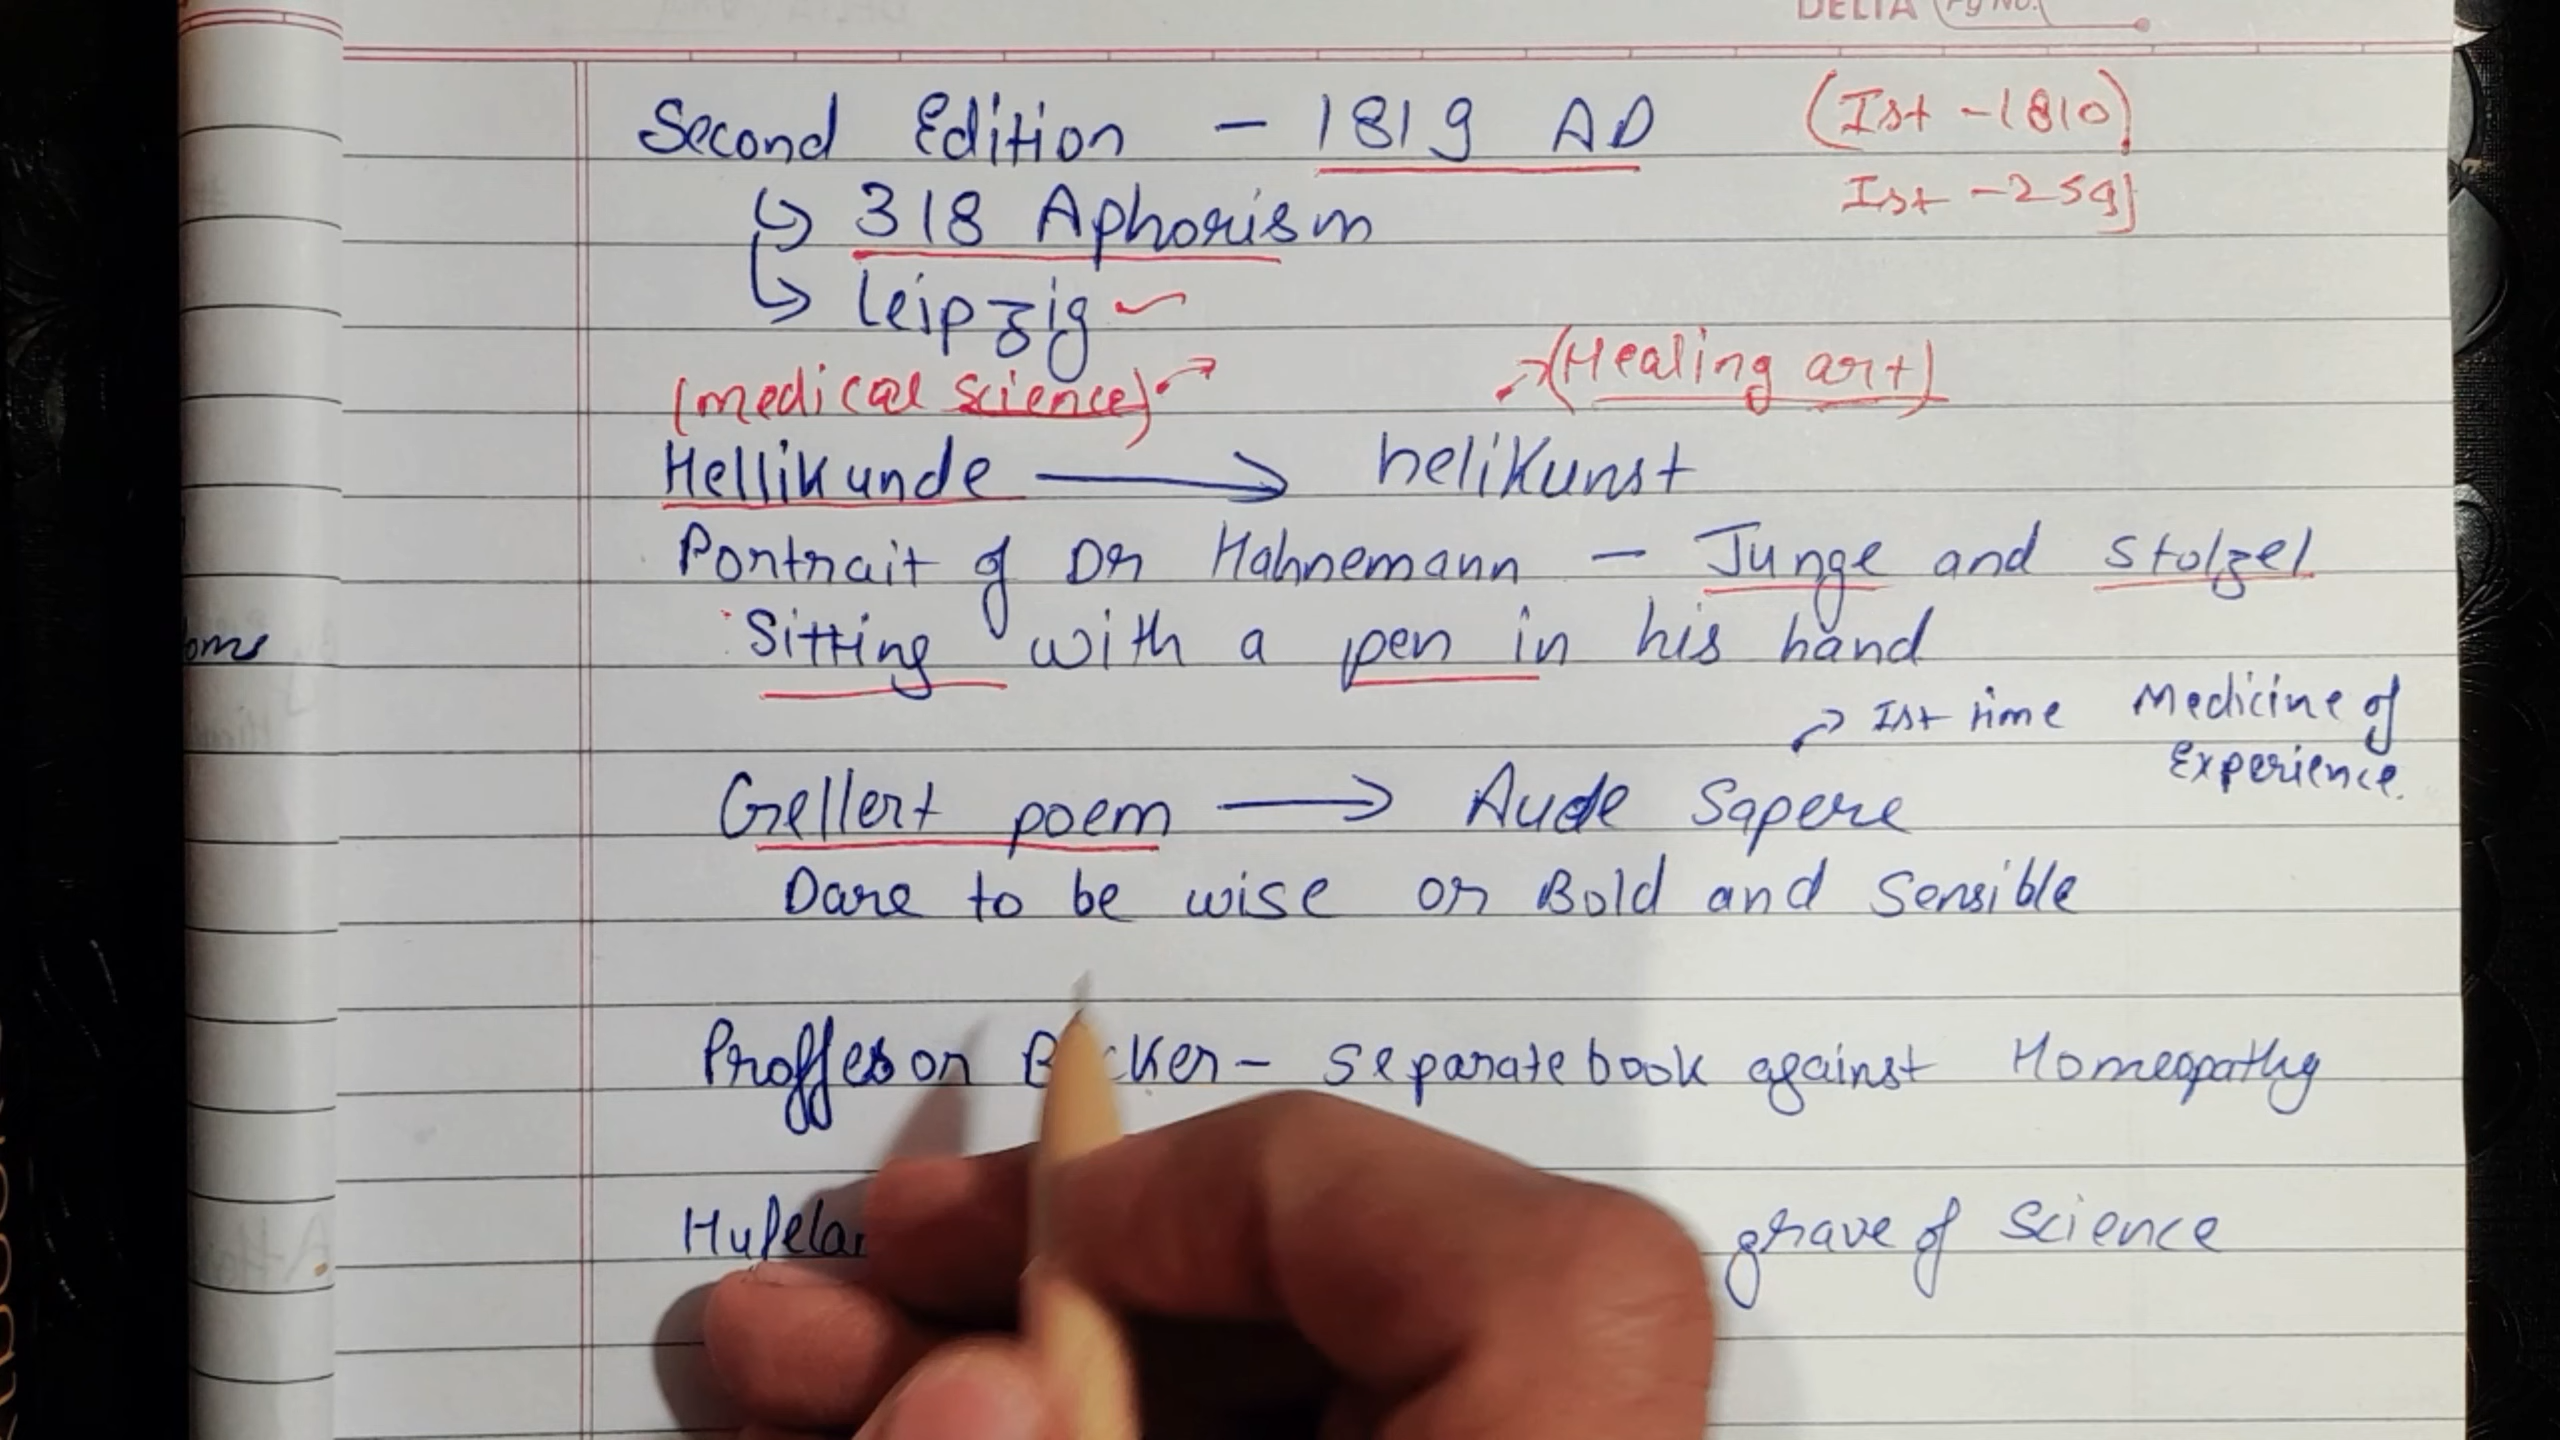 DELTA Pg No.
Second Edition - 1819 AD (Ist - 1810)
318 Aphorism Ist - 259]
Leipzig
(medical science) (Healing art)
Hellikunde → helikunst
Portrait of Dr Hahnemann - Junge and Stolzel
Sitting with a pen in his hand
Ist time Medicine of
Experience.
Gellert poem → Aude Sapere
Dare to be wise or Bold and Sensible
Proffesor - separate book against Homeopathy
grave of Science